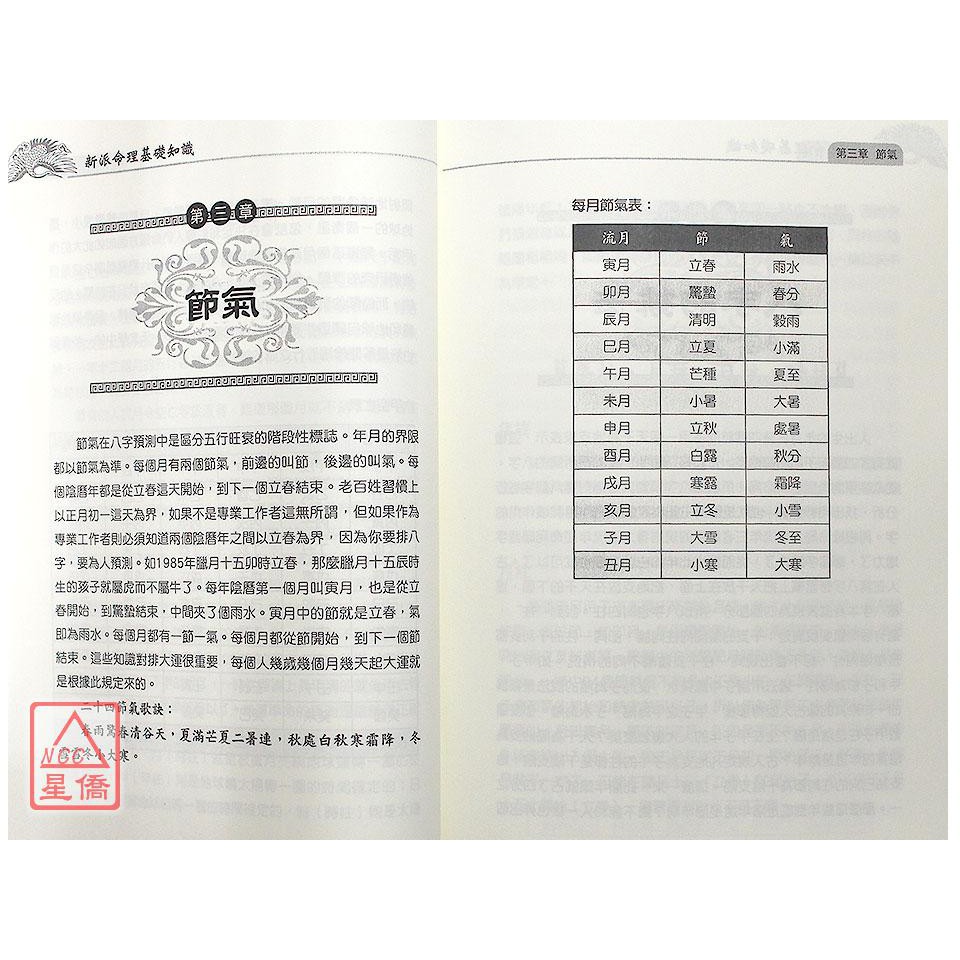 新派命理基礎知識
第三章
節氣
節氣在八字預測中是區分五行旺衰的階段性標誌。年月的界限
都以節氣為準。每個月有兩個節氣，前邊的叫節，後邊的叫氣。每
個陰曆年都是從立春這天開始，到下一個立春結束。老百姓習慣上
以正月初一這天為界，如果不是專業工作者這無所謂，但如果作為
專業工作者則必須知道兩個陰曆年之間以立春為界，因為你要排八
字，要為人預測。如1985年臘月十五卯時立春，那麼臘月十五辰時
生的孩子就屬虎而不屬牛了。每年陰曆第一個月叫寅月，也是從立
春開始，到驚蟄結束，中間夾了個雨水。寅月中的節就是立春，氣
即為雨水。每個月都有一節一氣。每個月都從節開始，到下一個節
結束。這些知識對排大運很重要，每個人幾歲幾個月幾天起大運就
是根據此規定來的。
二十四節氣歌訣：
春雨驚春清谷天，夏滿芒夏二暑連，秋處白秋寒霜降，冬
雪雪冬小大寒。
NCC
星僑
第三章 節氣
每月節氣表：
流月 節 氣
寅月 立春 雨水
卯月 驚蟄 春分
辰月 清明 穀雨
巳月 立夏 小滿
午月 芒種 夏至
未月 小暑 大暑
申月 立秋 處暑
酉月 白露 秋分
戌月 寒露 霜降
亥月 立冬 小雪
子月 大雪 冬至
丑月 小寒 大寒